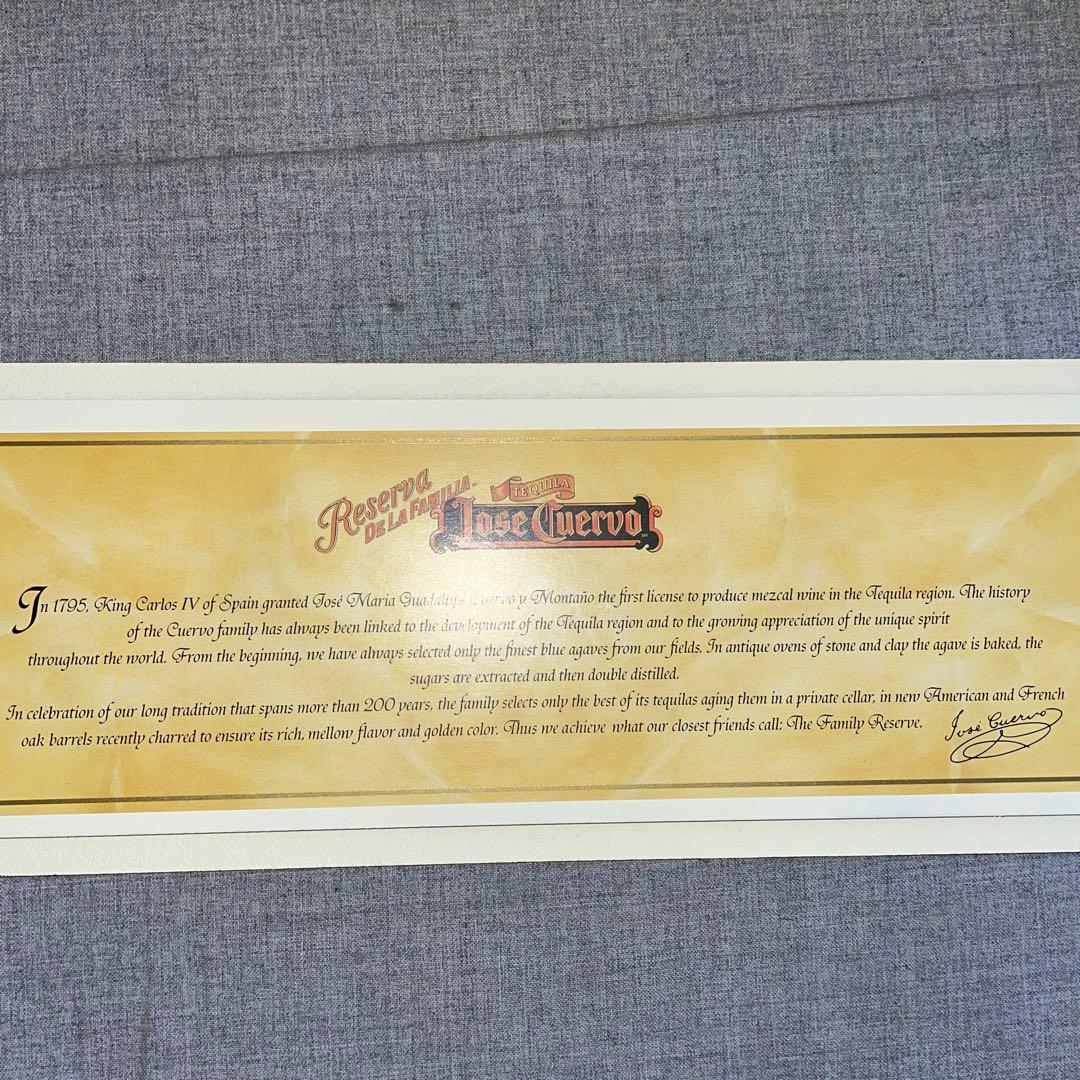 Reserva
DE LA FAMILIA
TEQUILA
Jose Cuervo
In 1795, King Carlos IV of Spain granted José María Guadalupe Cuervo y Montaño the first license to produce mezcal wine in the Tequila region. The history
of the Cuervo family has always been linked to the development of the Tequila region and to the growing appreciation of the unique spirit
throughout the world. From the beginning, we have always selected only the finest blue agaves from our fields. In antique ovens of stone and clay the agave is baked, the
sugars are extracted and then double distilled.
In celebration of our long tradition that spans more than 200 years, the family selects only the best of its tequilas aging them in a private cellar, in new American and French
oak barrels recently charred to ensure its rich, mellow flavor and golden color. Thus we achieve what our closest friends call: The Family Reserve.
José Cuervo